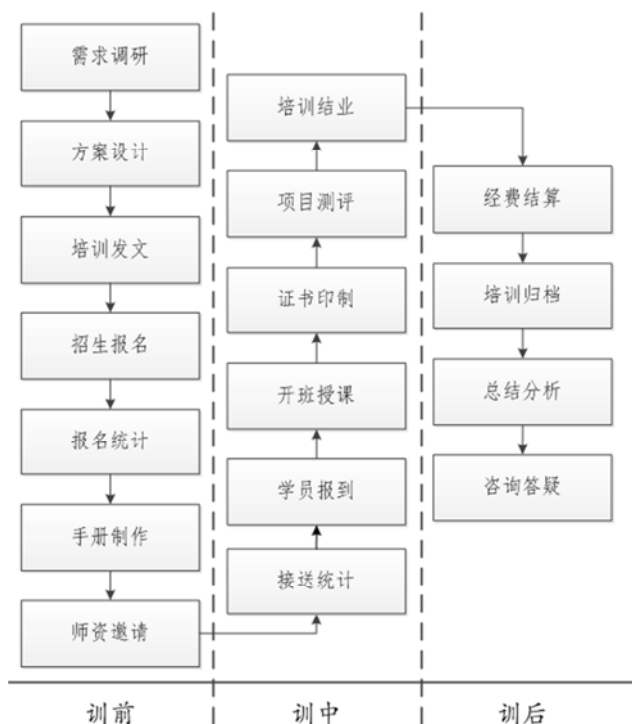 需求调研
方案设计
培训发文
招生报名
报名统计
手册制作
师资邀请
接送统计
学员报到
开班授课
证书印制
项目测评
培训结业
经费结算
培训归档
总结分析
咨询答疑
训前
训中
训后